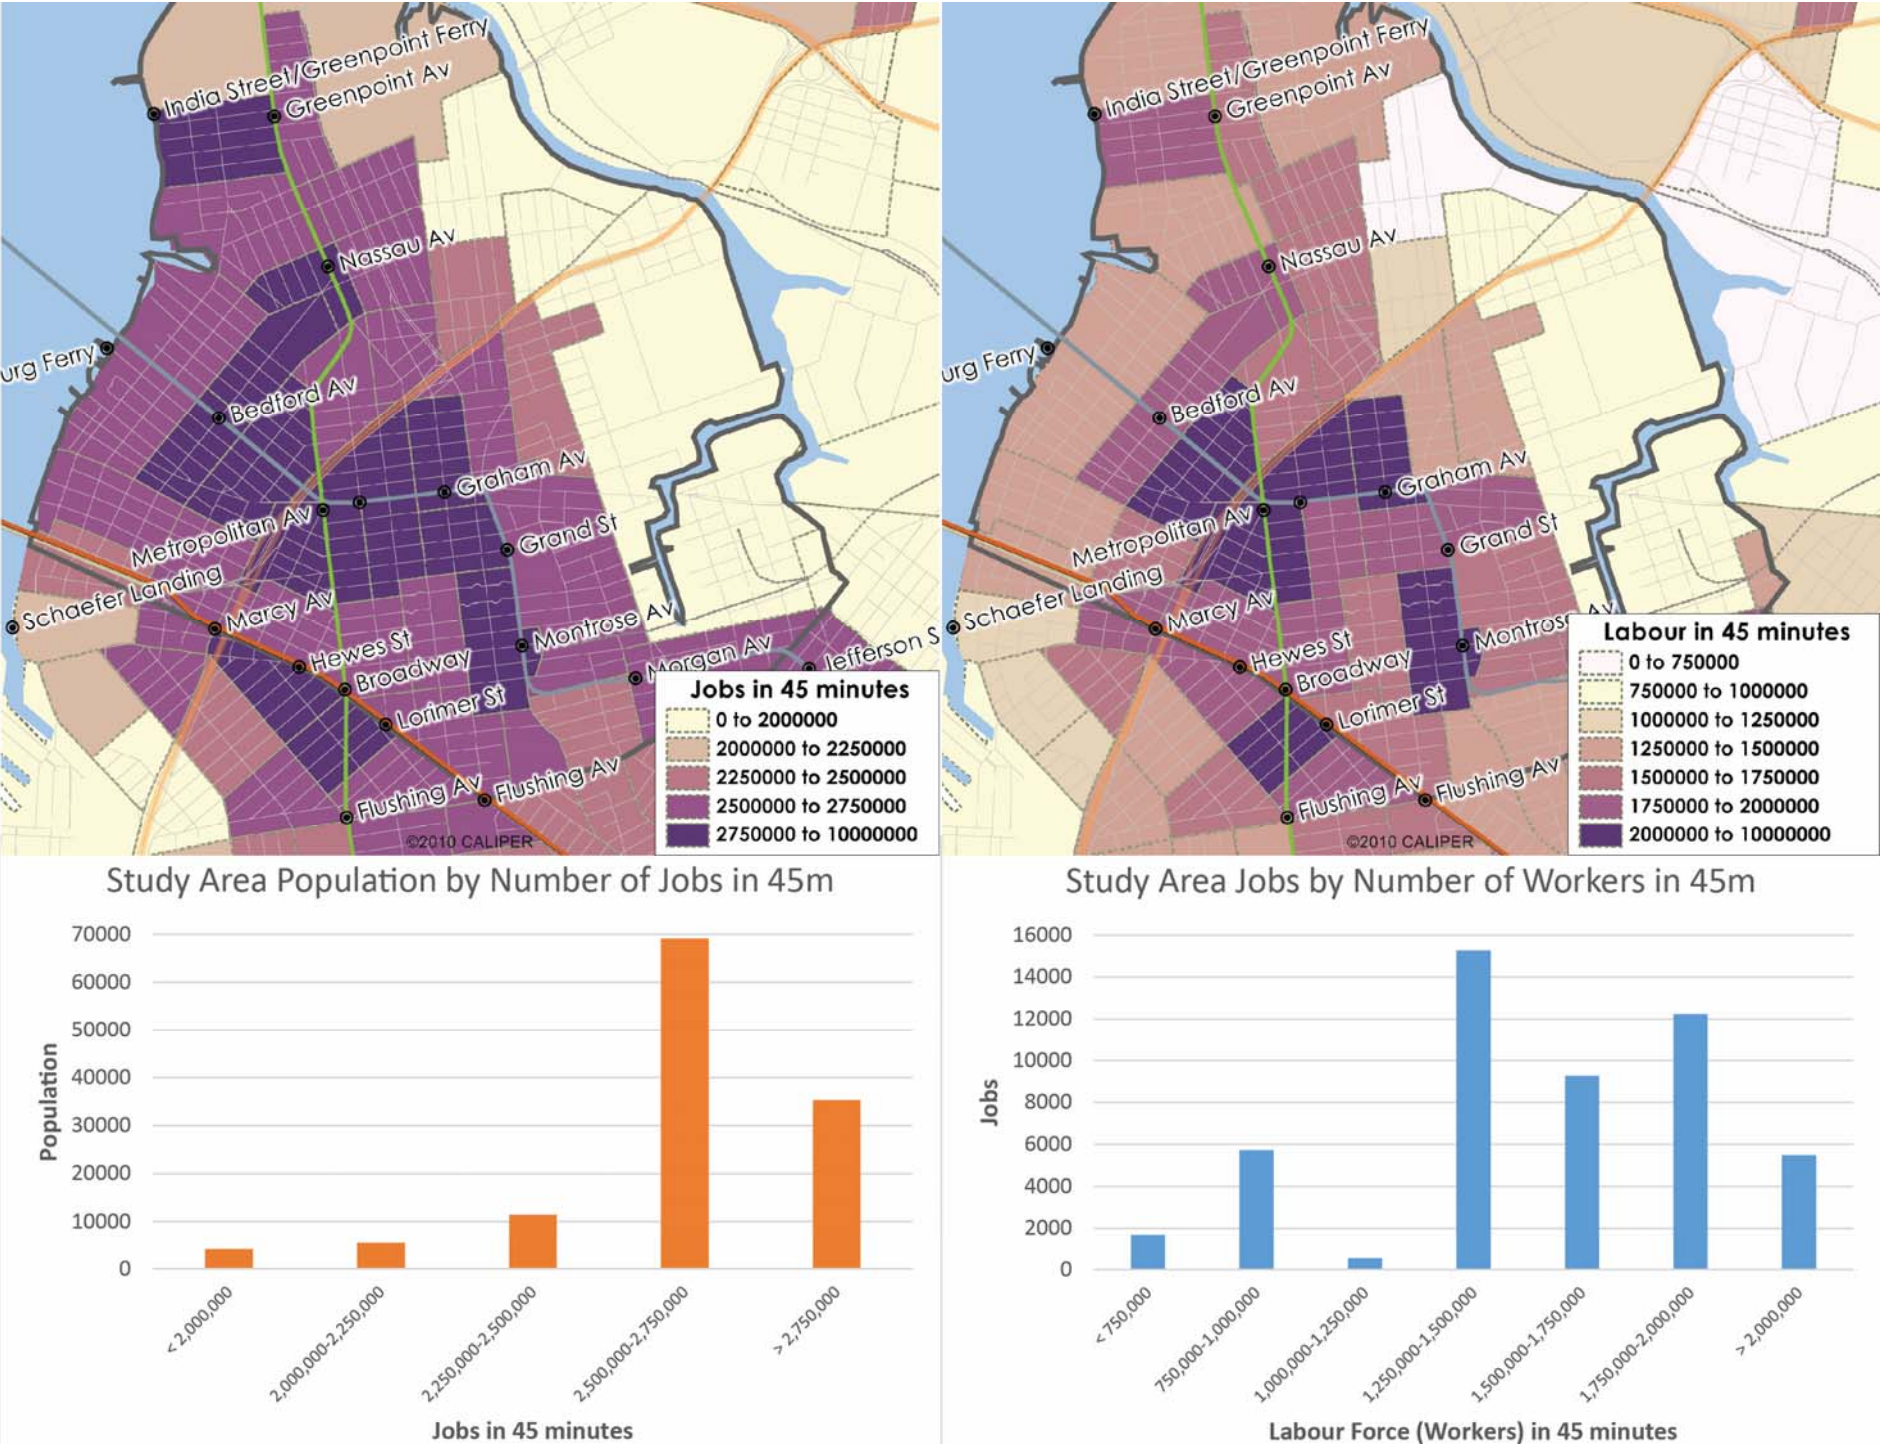 India Street/Greenpoint Ferry
Greenpoint Av
Nassau Av
urg Ferry
Bedford Av
Graham Av
Metropolitan Av
Grand St
Schaefer Landing
Marcy Av
Montrose Av
Hewes St
Morgan Av
Jefferson S
Broadway
Lorimer St
Flushing Av
Flushing Av
©2010 CALIPER
Jobs in 45 minutes
0 to 2000000
2000000 to 2250000
2250000 to 2500000
2500000 to 2750000
2750000 to 10000000
India Street/Greenpoint Ferry
Greenpoint Av
Nassau Av
urg Ferry
Bedford Av
Graham Av
Metropolitan Av
Grand St
Schaefer Landing
Marcy Av
Montrose Av
Hewes St
Broadway
Lorimer St
Flushing Av
Flushing Av
©2010 CALIPER
Labour in 45 minutes
0 to 750000
750000 to 1000000
1000000 to 1250000
1250000 to 1500000
1500000 to 1750000
1750000 to 2000000
2000000 to 10000000
Study Area Population by Number of Jobs in 45m
Population
70000
60000
50000
40000
30000
20000
10000
0
< 2,000,000
2,000,000-2,250,000
2,250,000-2,500,000
2,500,000-2,750,000
> 2,750,000
Jobs in 45 minutes
Study Area Jobs by Number of Workers in 45m
Jobs
16000
14000
12000
10000
8000
6000
4000
2000
0
< 750,000
750,000-1,000,000
1,000,000-1,250,000
1,250,000-1,500,000
1,500,000-1,750,000
1,750,000-2,000,000
> 2,000,000
Labour Force (Workers) in 45 minutes